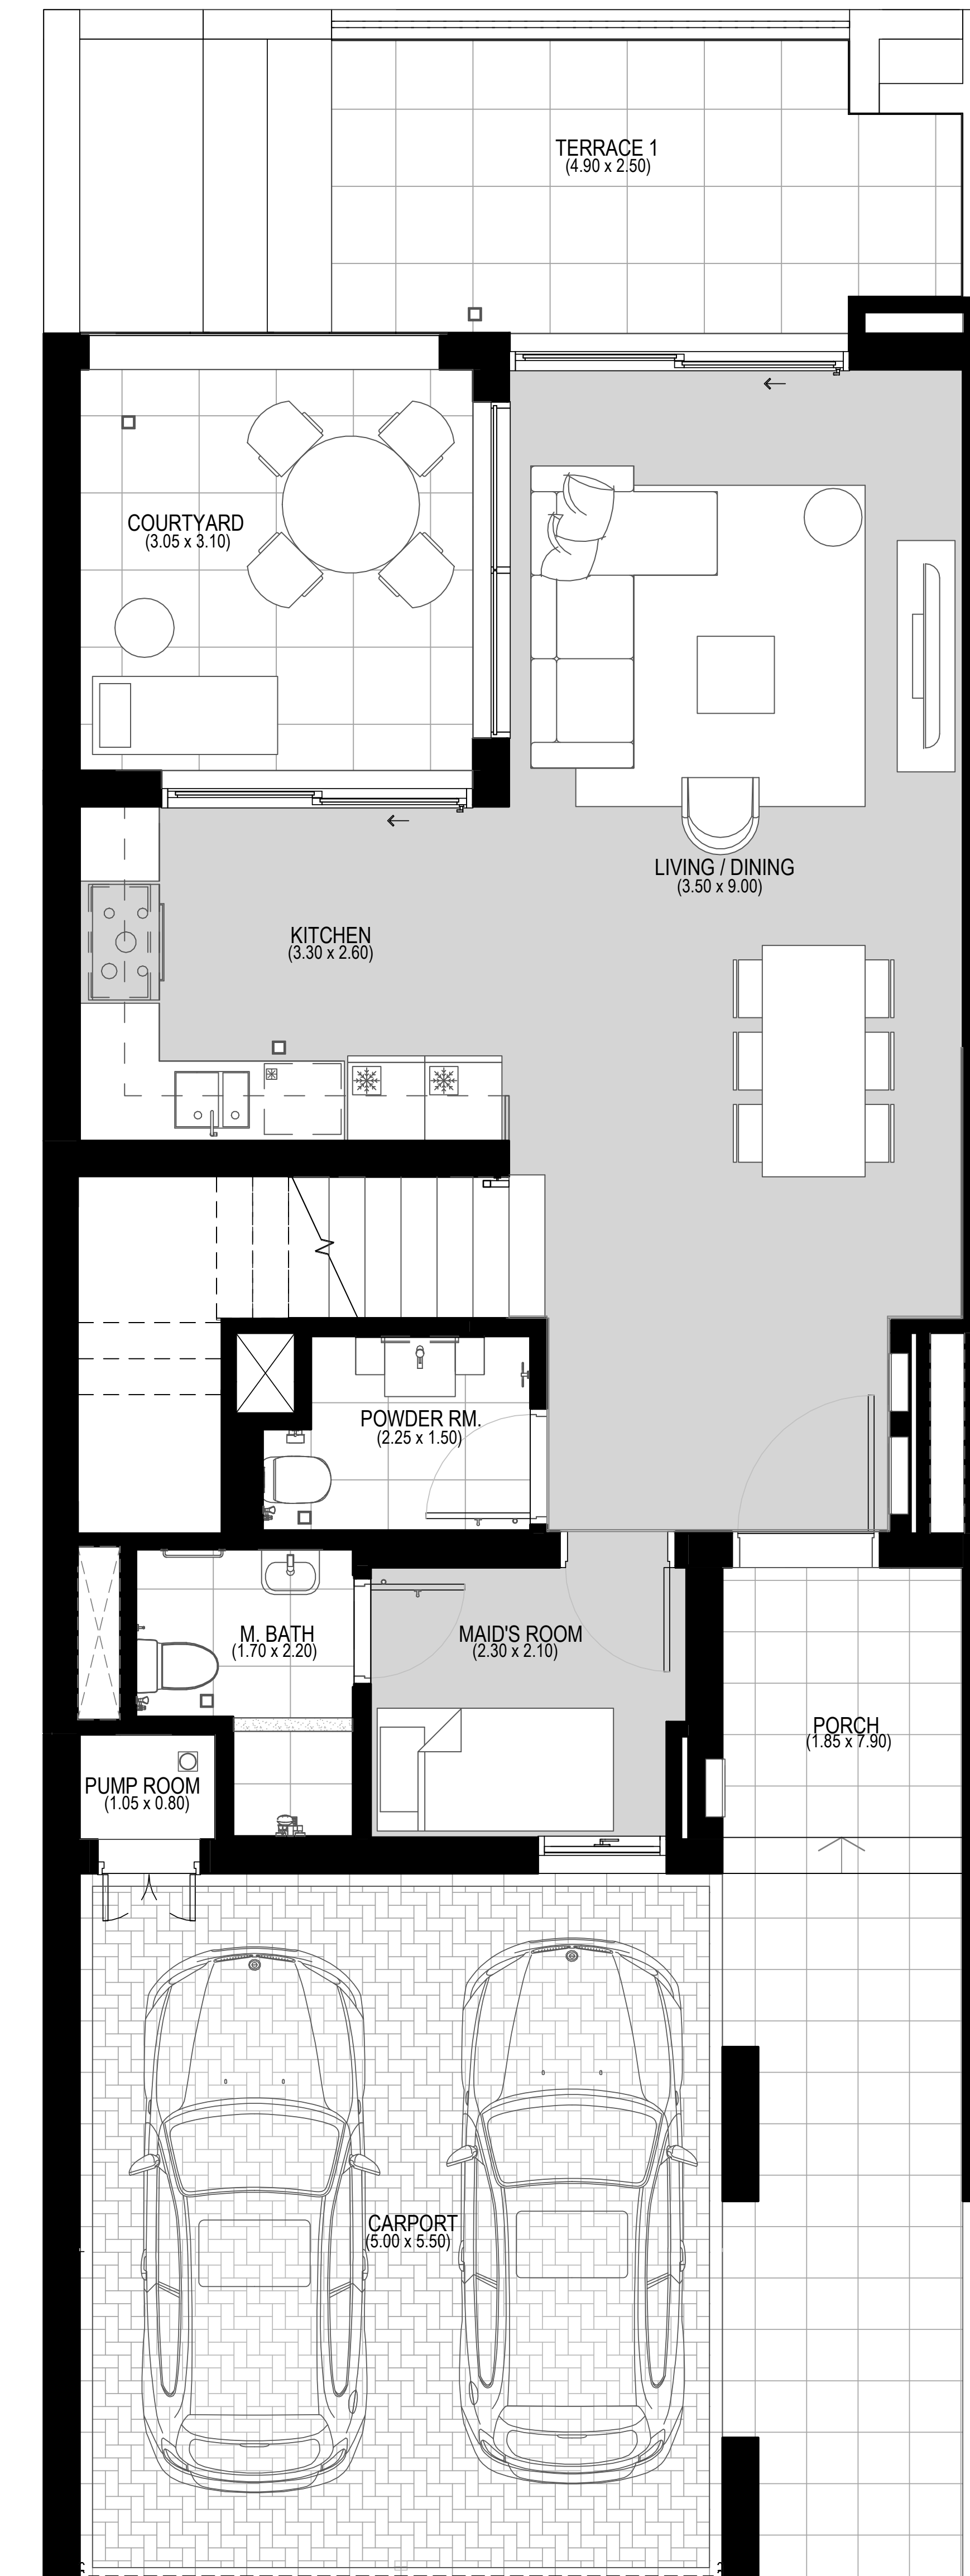 TERRACE 1
(4.90 x 2.50)
COURTYARD
(3.05 x 3.10)
LIVING / DINING
(3.50 x 9.00)
KITCHEN
(3.30 x 2.60)
POWDER RM.
(2.25 x 1.50)
M. BATH
(1.70 x 2.20)
MAID'S ROOM
(2.30 x 2.10)
PORCH
(1.85 x 7.90)
PUMP ROOM
(1.05 x 0.80)
CARPORT
(5.00 x 5.50)